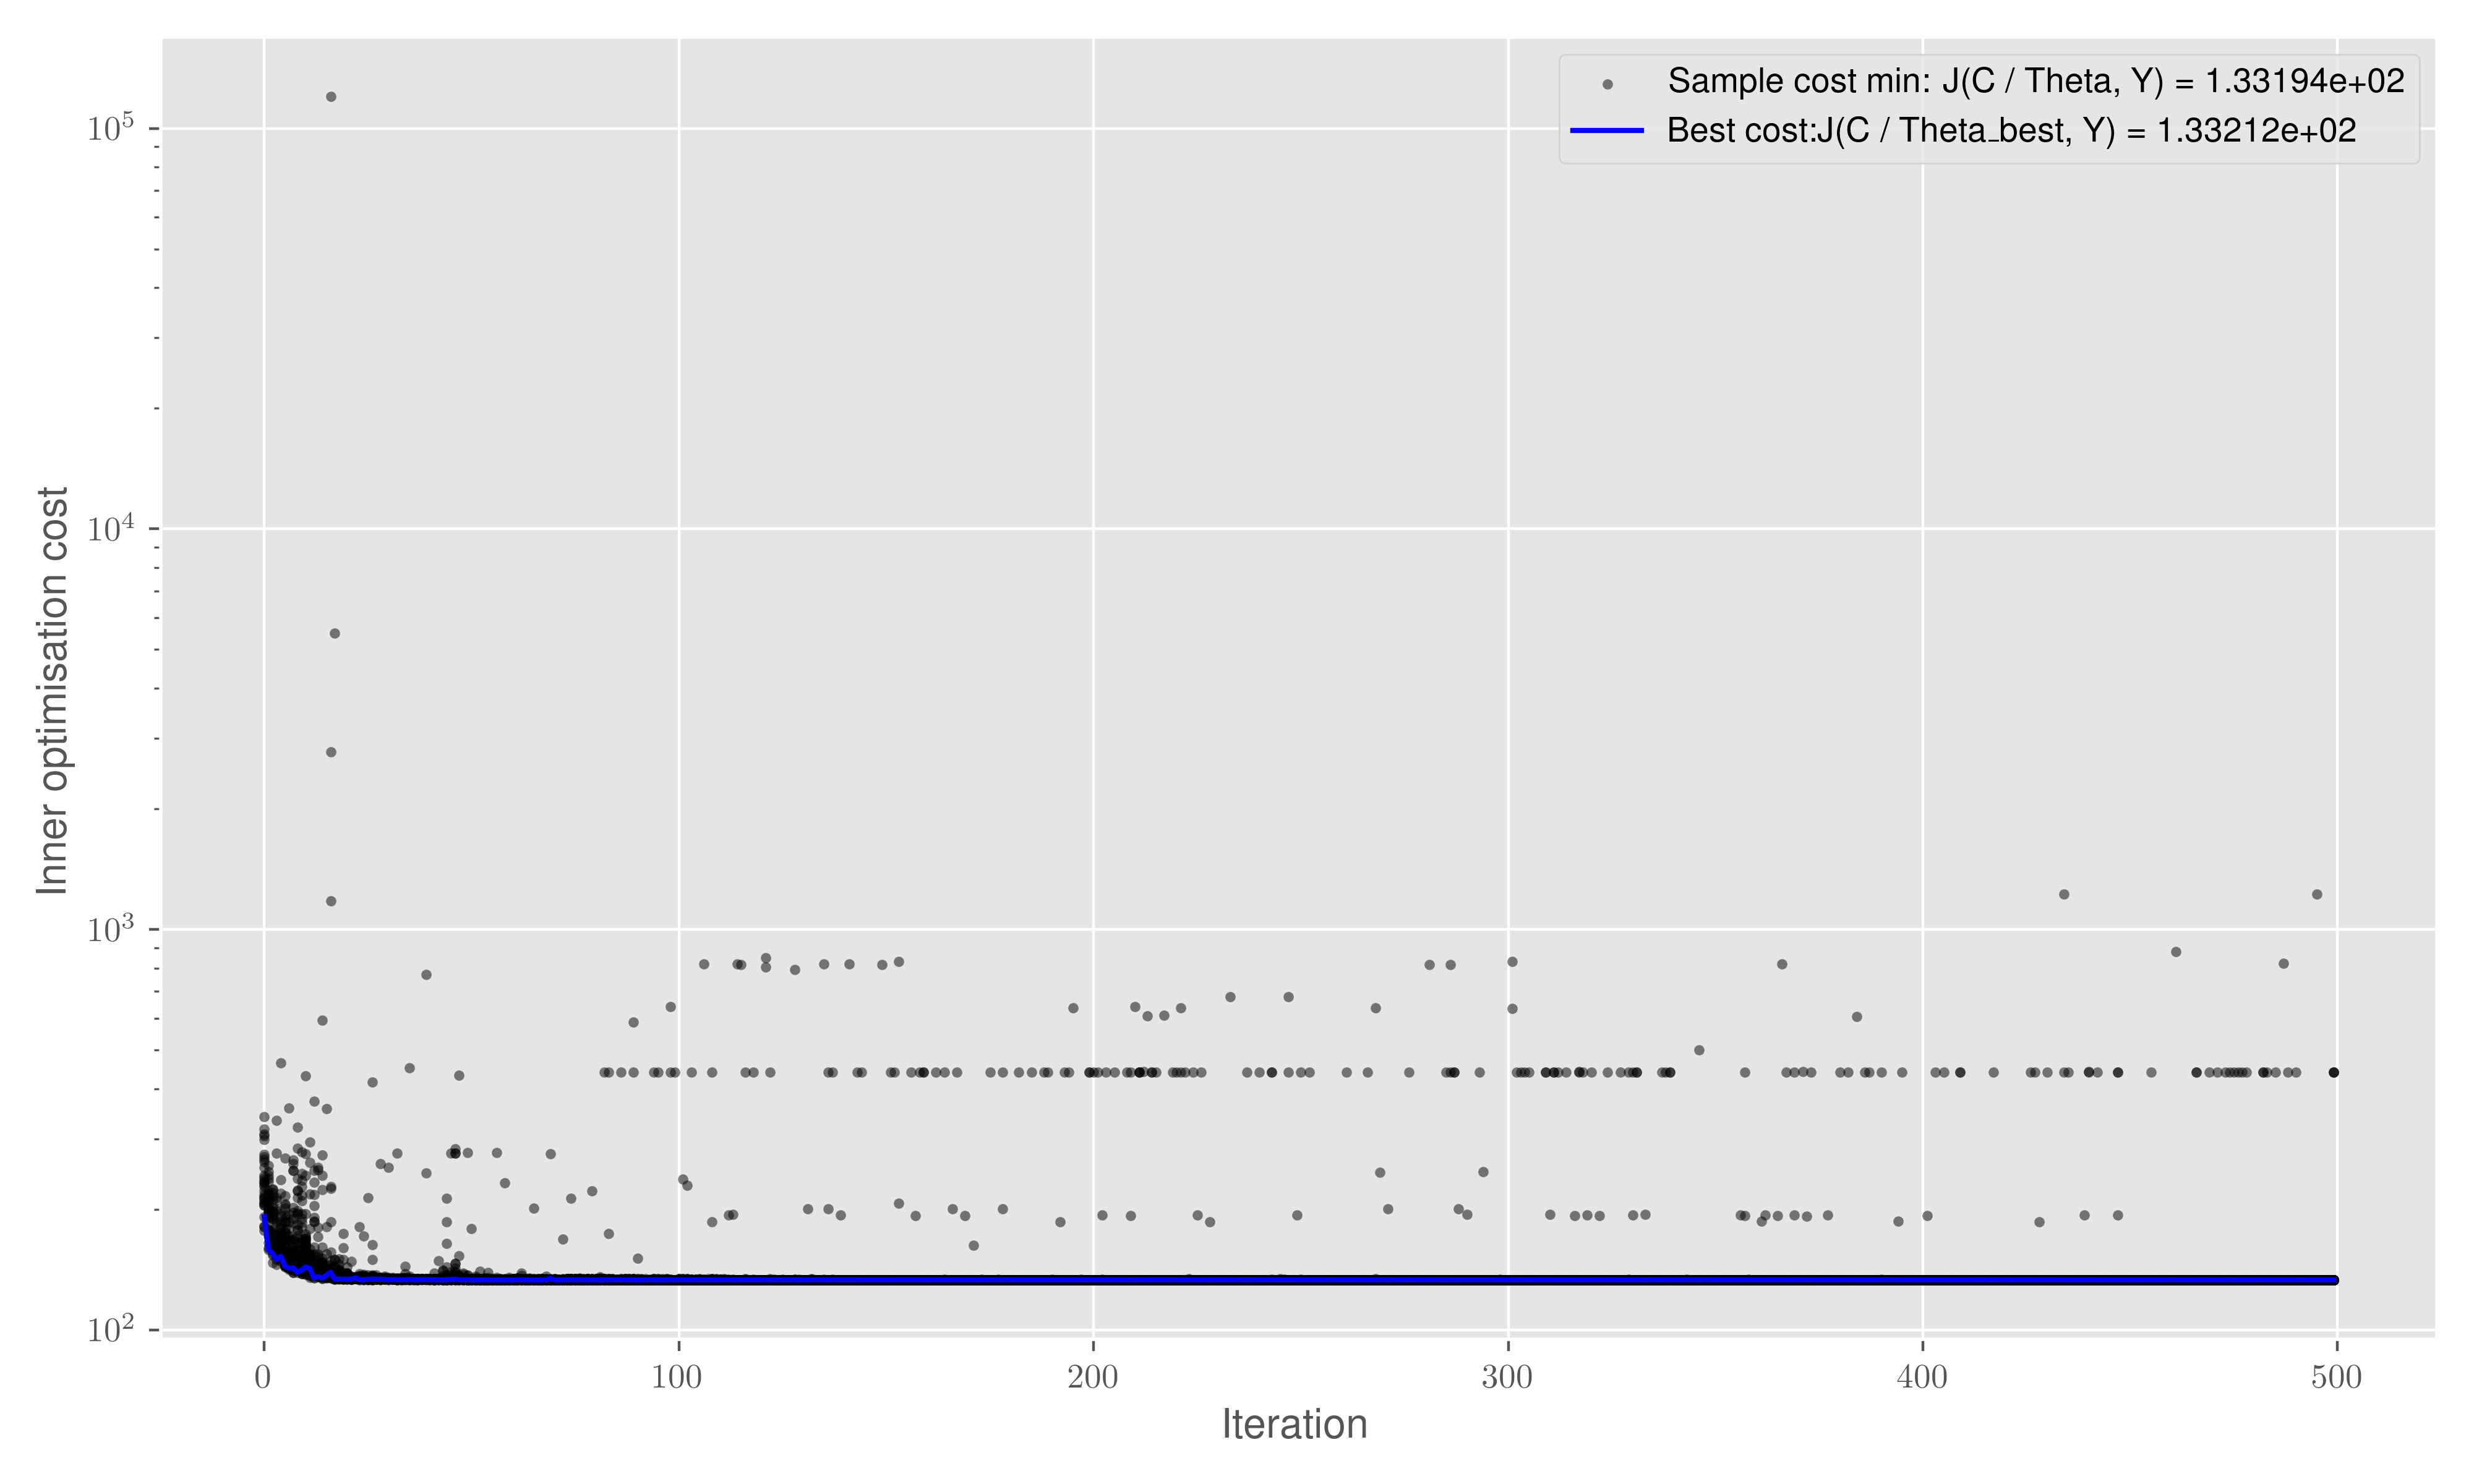 Sample cost min: J(C / Theta, Y) = 1.33194e+02
Best cost:J(C / Theta_best, Y) = 1.33212e+02
Inner optimisation cost
10^5
10^4
10^3
10^2
0 100 200 300 400 500
Iteration